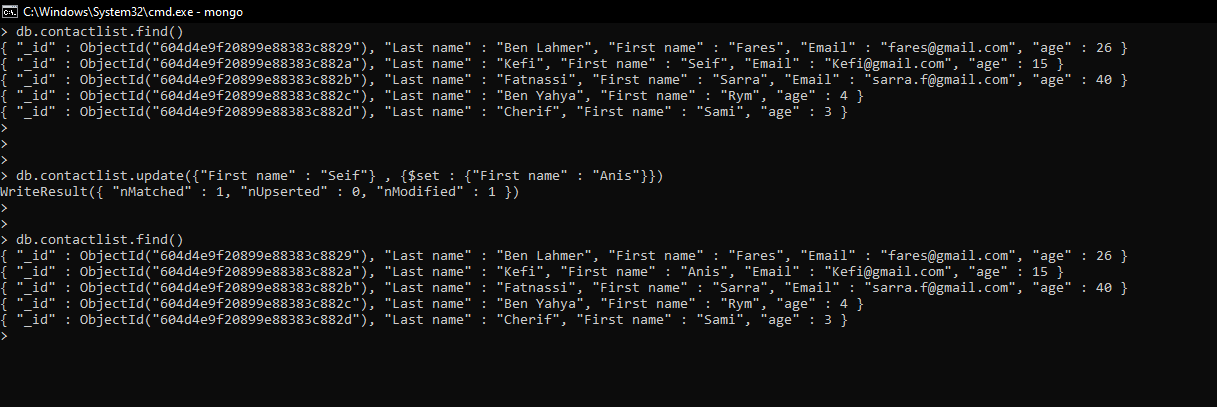 C:\Windows\System32\cmd.exe - mongo
> db.contactlist.find()
{ "_id" : ObjectId("604d4e9f20899e88383c8829"), "Last name" : "Ben Lahmer", "First name" : "Fares", "Email" : "fares@gmail.com", "age" : 26 }
{ "_id" : ObjectId("604d4e9f20899e88383c882a"), "Last name" : "Kefi", "First name" : "Seif", "Email" : "Kefi@gmail.com", "age" : 15 }
{ "_id" : ObjectId("604d4e9f20899e88383c882b"), "Last name" : "Fatnassi", "First name" : "Sarra", "Email" : "sarra.f@gmail.com", "age" : 40 }
{ "_id" : ObjectId("604d4e9f20899e88383c882c"), "Last name" : "Ben Yahya", "First name" : "Rym", "age" : 4 }
{ "_id" : ObjectId("604d4e9f20899e88383c882d"), "Last name" : "Cherif", "First name" : "Sami", "age" : 3 }
>
>
>
> db.contactlist.update({"First name" : "Seif"} , {$set : {"First name" : "Anis"}})
WriteResult({ "nMatched" : 1, "nUpserted" : 0, "nModified" : 1 })
>
>
> db.contactlist.find()
{ "_id" : ObjectId("604d4e9f20899e88383c8829"), "Last name" : "Ben Lahmer", "First name" : "Fares", "Email" : "fares@gmail.com", "age" : 26 }
{ "_id" : ObjectId("604d4e9f20899e88383c882a"), "Last name" : "Kefi", "First name" : "Anis", "Email" : "Kefi@gmail.com", "age" : 15 }
{ "_id" : ObjectId("604d4e9f20899e88383c882b"), "Last name" : "Fatnassi", "First name" : "Sarra", "Email" : "sarra.f@gmail.com", "age" : 40 }
{ "_id" : ObjectId("604d4e9f20899e88383c882c"), "Last name" : "Ben Yahya", "First name" : "Rym", "age" : 4 }
{ "_id" : ObjectId("604d4e9f20899e88383c882d"), "Last name" : "Cherif", "First name" : "Sami", "age" : 3 }
>